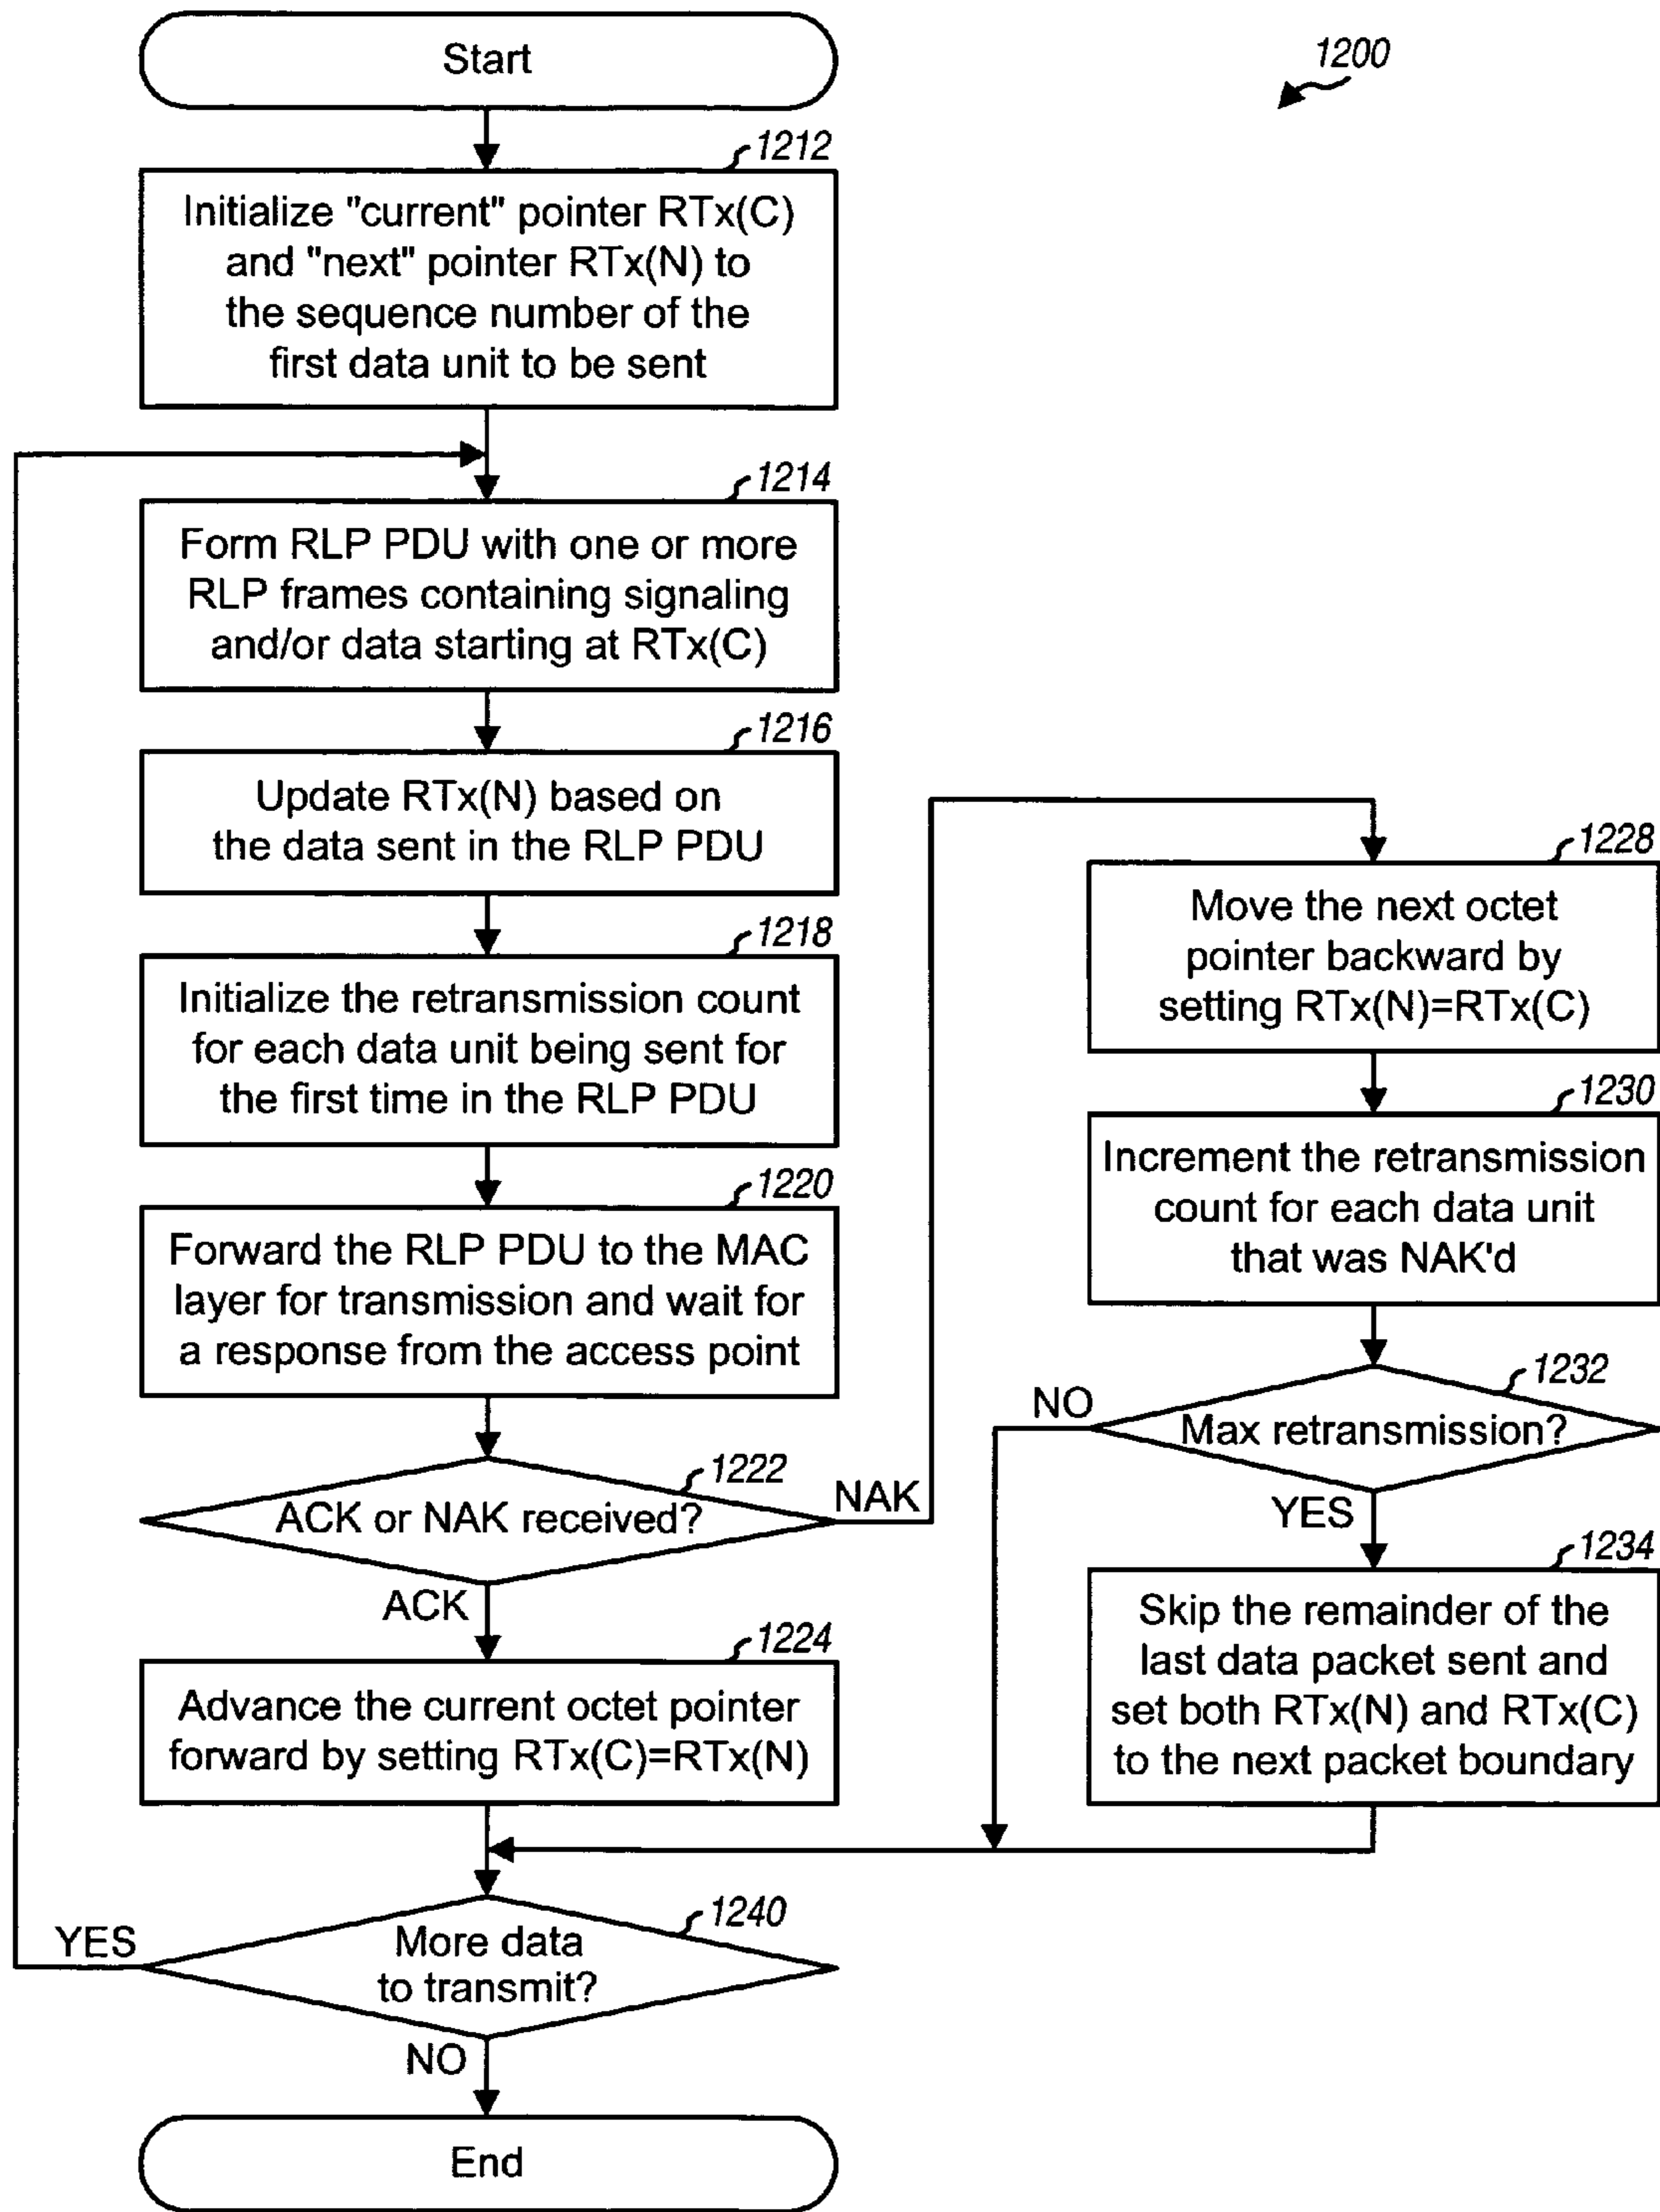 Start
1200
1212
Initialize "current" pointer RTx(C)
and "next" pointer RTx(N) to
the sequence number of the
first data unit to be sent
1214
Form RLP PDU with one or more
RLP frames containing signaling
and/or data starting at RTx(C)
1216
Update RTx(N) based on
the data sent in the RLP PDU
1218
Initialize the retransmission count
for each data unit being sent for
the first time in the RLP PDU
1220
Forward the RLP PDU to the MAC
layer for transmission and wait for
a response from the access point
1222
ACK or NAK received?
NAK
ACK
1224
Advance the current octet pointer
forward by setting RTx(C)=RTx(N)
1228
Move the next octet
pointer backward by
setting RTx(N)=RTx(C)
1230
Increment the retransmission
count for each data unit
that was NAK'd
1232
NO
Max retransmission?
YES
1234
Skip the remainder of the
last data packet sent and
set both RTx(N) and RTx(C)
to the next packet boundary
1240
YES
More data
to transmit?
NO
End